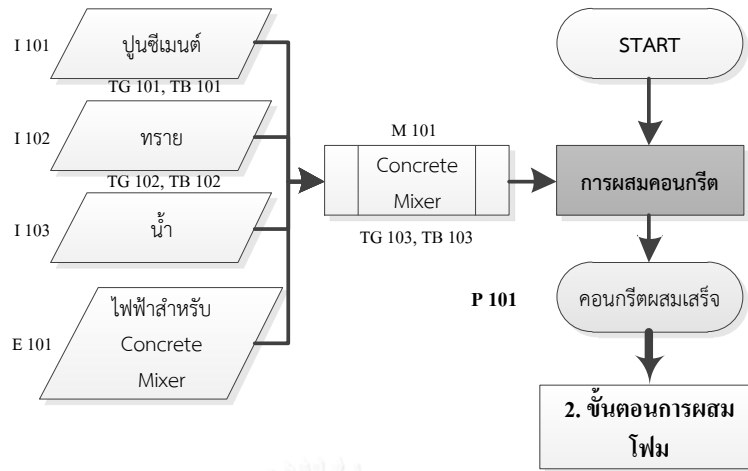 I 101
ปูนซีเมนต์
TG 101, TB 101
I 102
ทราย
TG 102, TB 102
I 103
น้ำ
E 101
ไฟฟ้าสำหรับ
Concrete
Mixer
M 101
Concrete
Mixer
TG 103, TB 103
START
การผสมคอนกรีต
P 101
คอนกรีตผสมเสร็จ
2. ขั้นตอนการผสม
โฟม